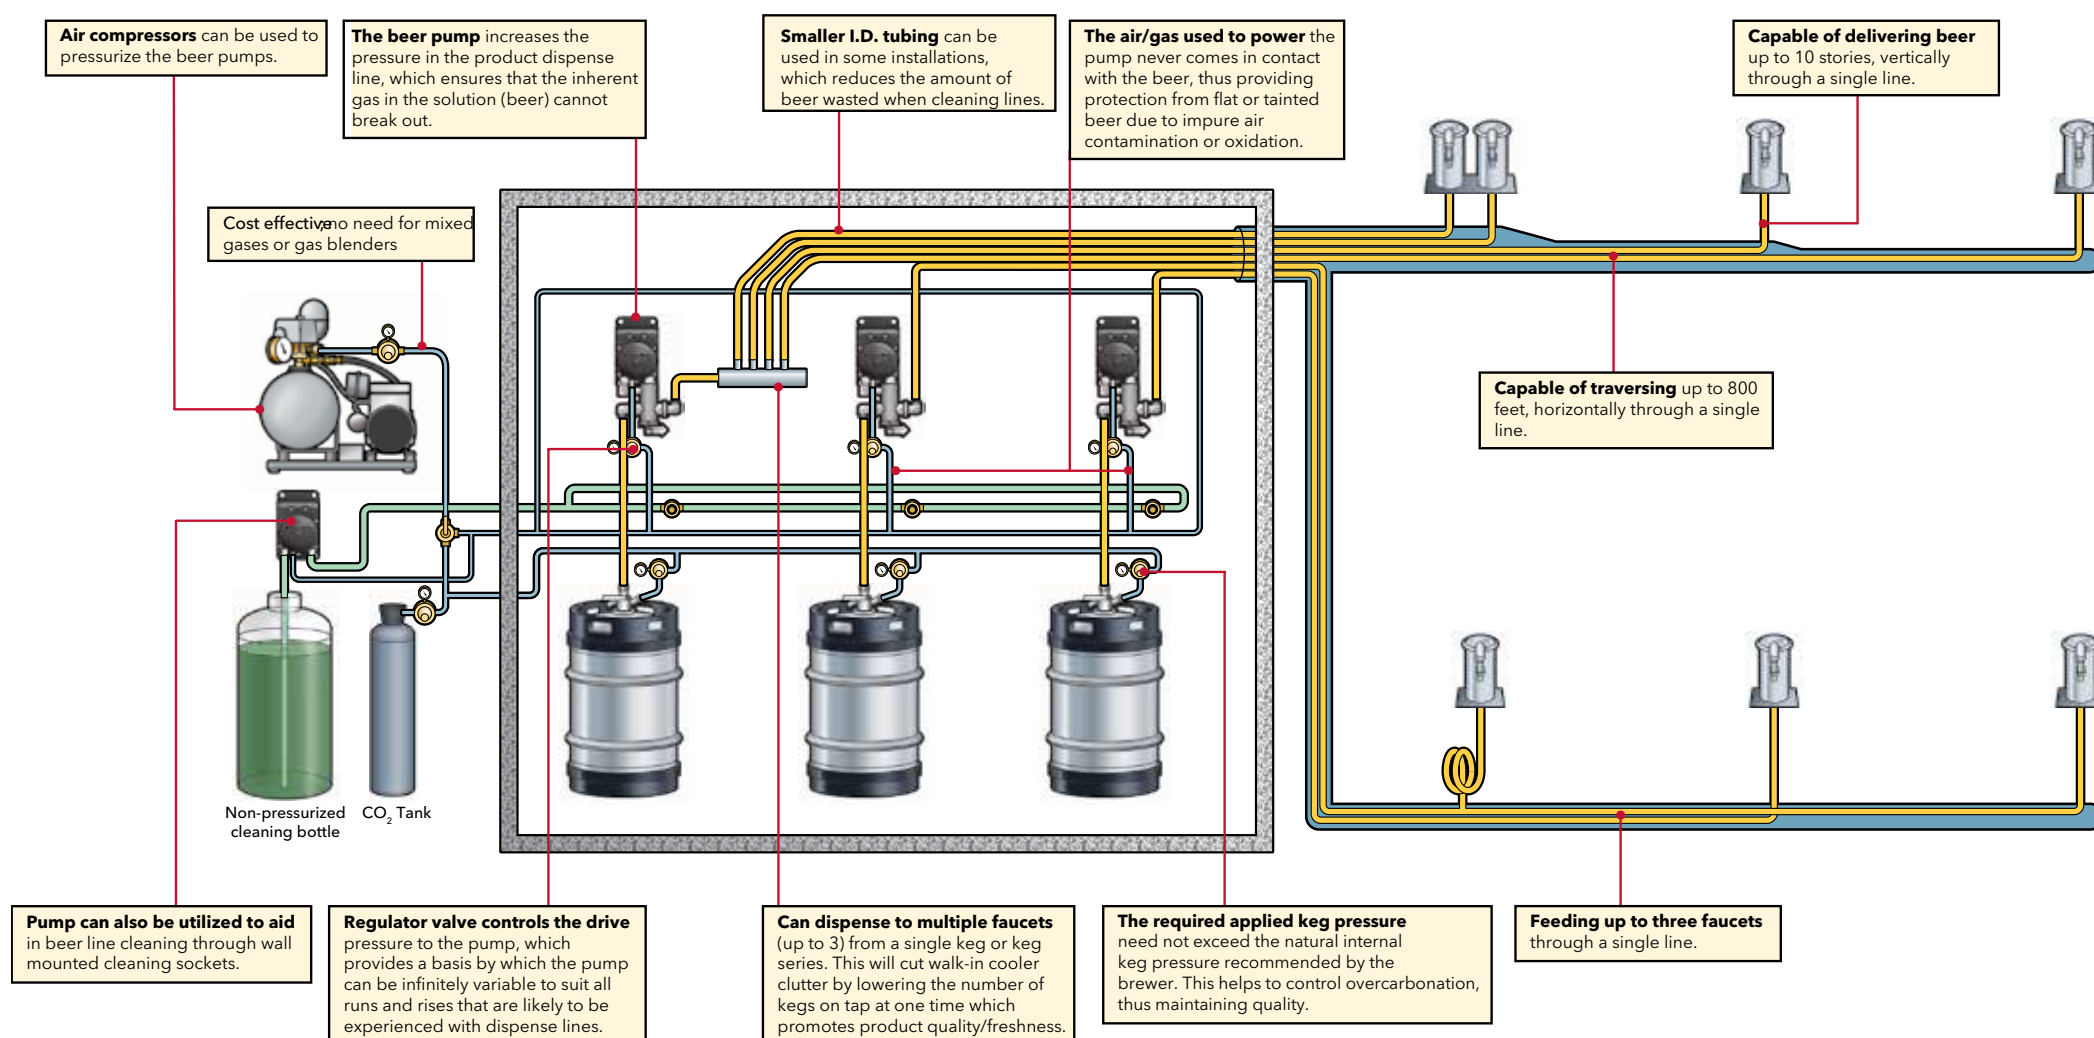 Air compressors can be used to
pressurize the beer pumps.
The beer pump increases the
pressure in the product dispense
line, which ensures that the inherent
gas in the solution (beer) cannot
break out.
Smaller I.D. tubing can be
used in some installations,
which reduces the amount of
beer wasted when cleaning lines.
The air/gas used to power the
pump never comes in contact
with the beer, thus providing
protection from flat or tainted
beer due to impure air
contamination or oxidation.
Capable of delivering beer
up to 10 stories, vertically
through a single line.
Cost effective, no need for mixed
gases or gas blenders
Capable of traversing up to 800
feet, horizontally through a single
line.
Non-pressurized
cleaning bottle
CO2 Tank
Pump can also be utilized to aid
in beer line cleaning through wall
mounted cleaning sockets.
Regulator valve controls the drive
pressure to the pump, which
provides a basis by which the pump
can be infinitely variable to suit all
runs and rises that are likely to be
experienced with dispense lines.
Can dispense to multiple faucets
(up to 3) from a single keg or keg
series. This will cut walk-in cooler
clutter by lowering the number of
kegs on tap at one time which
promotes product quality/freshness.
The required applied keg pressure
need not exceed the natural internal
keg pressure recommended by the
brewer. This helps to control overcarbonation,
thus maintaining quality.
Feeding up to three faucets
through a single line.